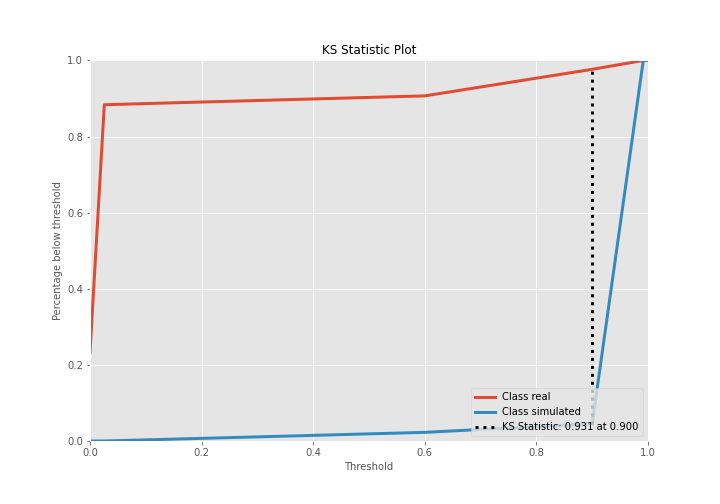 KS Statistic Plot
1.0
0.8
0.6
0.4
0.2
0.0
Percentage below threshold
Class real
Class simulated
KS Statistic: 0.931 at 0.900
0.0 0.2 0.4 0.6 0.8 1.0
Threshold